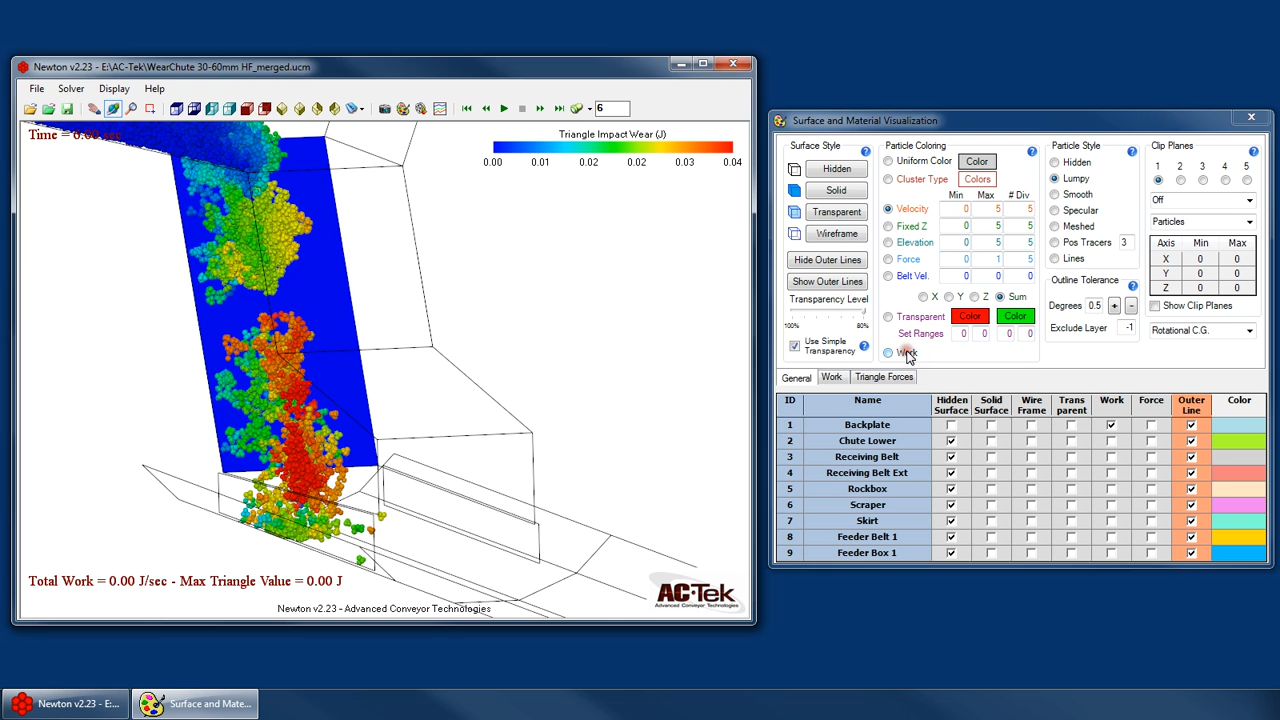 Newton v2.23 - E:\AC-Tek\WearChute 30-60mm HF_merged.ucm
File Solver Display Help
6
Time = 0.00 sec
Triangle Impact Wear (J)
0.00 0.01 0.02 0.03 0.04
Total Work = 0.00 J/sec - Max Triangle Value = 0.00 J
Newton v2.23 - Advanced Conveyor Technologies
AC-Tek
Advanced Conveyor Technologies
Surface and Material Visualization
Surface Style
Hidden
Solid
Transparent
Wireframe
Hide Outer Lines
Show Outer Lines
Transparency Level
100% 80%
Use Simple
Transparency
Particle Coloring
Uniform Color Color
Cluster Type Colors
Min Max # Div
Velocity 0 5 5
Fixed Z 0 5 5
Elevation 0 5 5
Force 0 1 5
Belt Vel. 0 0 0
X Y Z Sum
Transparent Color Color
Set Ranges 0 0 0 0
Work
Particle Style
Hidden
Lumpy
Smooth
Specular
Meshed
Pos Tracers 3
Lines
Outline Tolerance
Degrees 0.5 + -
Exclude Layer -1
Clip Planes
1 2 3 4 5
Off
Particles
Axis Min Max
X 0 0
Y 0 0
Z 0 0
Show Clip Planes
Rotational C.G.
General Work Triangle Forces
ID Name Hidden Surface Solid Surface Wire Frame Trans parent Work Force Outer Line Color
1 Backplate
2 Chute Lower
3 Receiving Belt
4 Receiving Belt Ext
5 Rockbox
6 Scraper
7 Skirt
8 Feeder Belt 1
9 Feeder Box 1
Newton v2.23 - E:...
Surface and Mate...